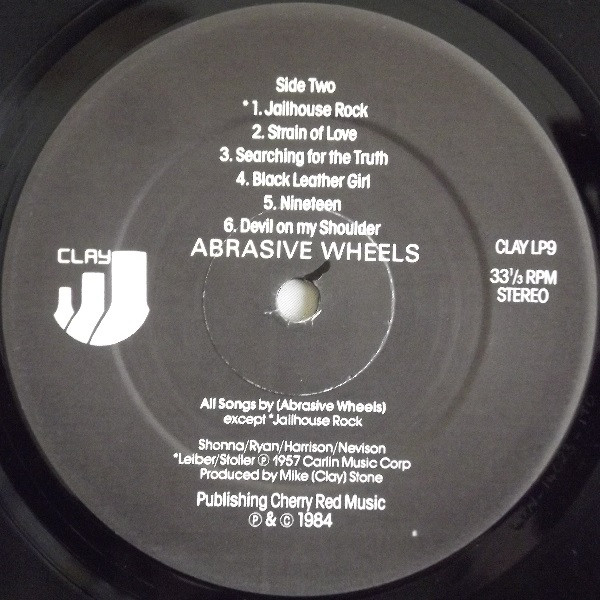 Side Two
* 1. Jailhouse Rock
2. Strain of Love
3. Searching for the Truth
4. Black Leather Girl
5. Nineteen
6. Devil on my Shoulder
ABRASIVE WHEELS
CLAY
CLAY LP9
33 1/3 RPM
STEREO
All Songs by (Abrasive Wheels)
except *Jailhouse Rock
Shonna/Ryan/Harrison/Nevison
*Leiber/Stoller ℗ 1957 Carlin Music Corp
Produced by Mike (Clay) Stone
Publishing Cherry Red Music
℗ & © 1984